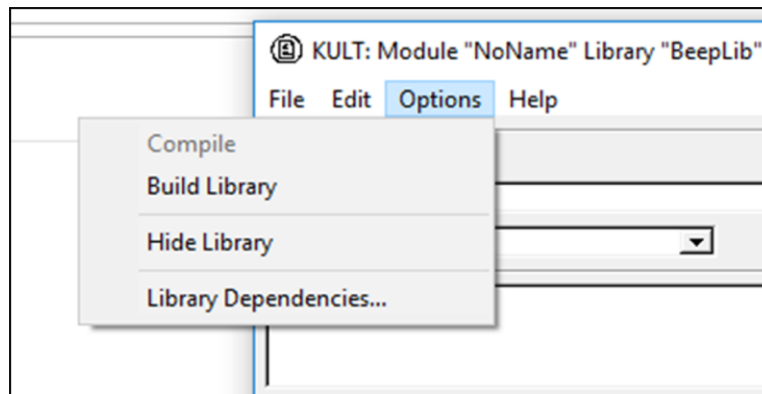 KULT: Module "NoName" Library "BeepLib"
File Edit Options Help
Compile
Build Library
Hide Library
Library Dependencies...